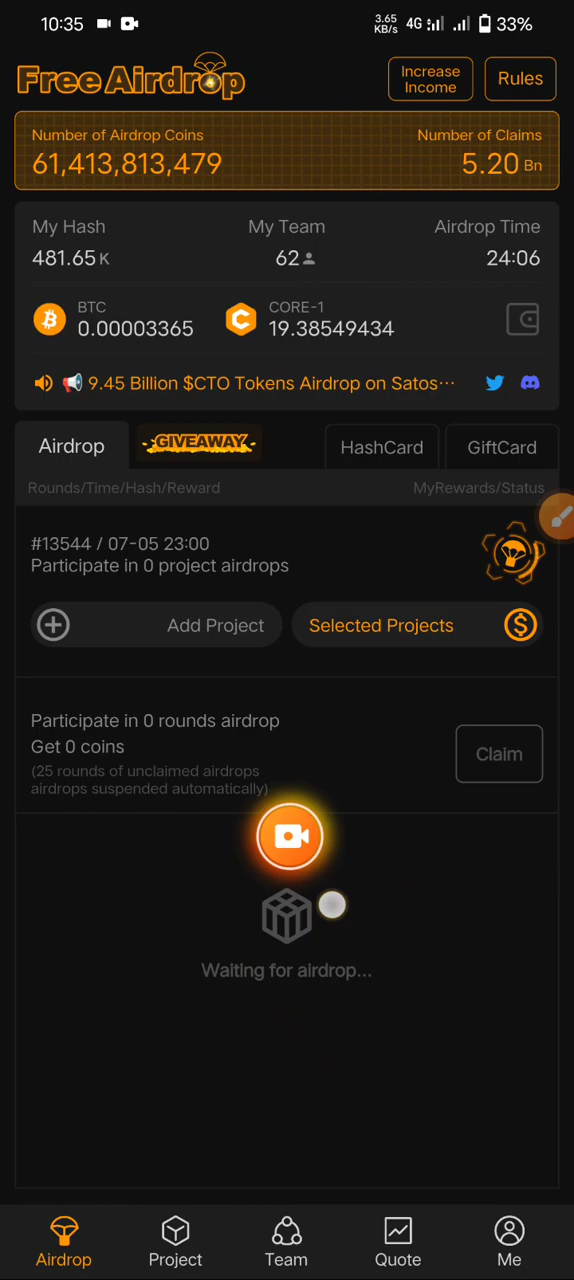 10:35 3.65 KB/s 4G 33%
Free Airdrop
Increase Income
Rules
Number of Airdrop Coins Number of Claims
61,413,813,479 5.20 Bn
My Hash My Team Airdrop Time
481.65 K 62 24:06
BTC CORE-1
0.00003365 19.38549434
9.45 Billion $CTO Tokens Airdrop on Satos···
Airdrop GIVEAWAY HashCard GiftCard
Rounds/Time/Hash/Reward MyRewards/Status
#13544 / 07-05 23:00
Participate in 0 project airdrops
Add Project Selected Projects
Participate in 0 rounds airdrop
Get 0 coins
Claim
(25 rounds of unclaimed airdrops
airdrops suspended automatically)
Waiting for airdrop...
Airdrop Project Team Quote Me